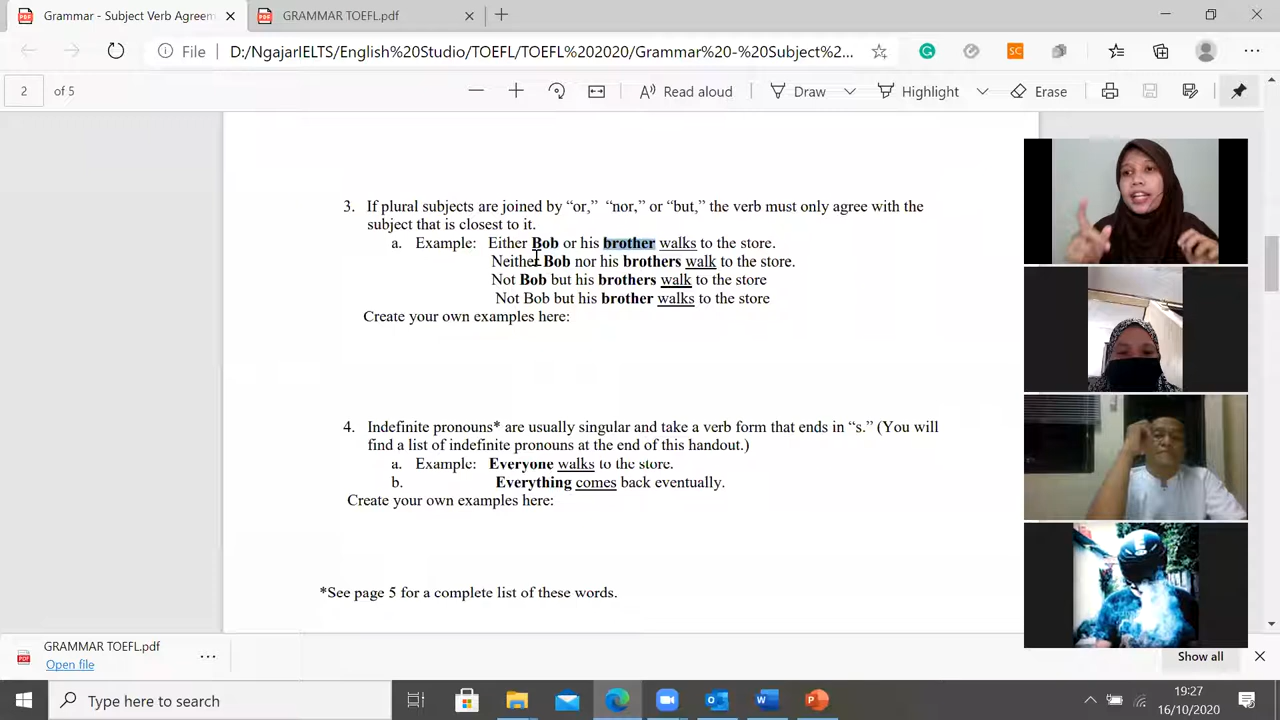 Grammar - Subject Verb Agreem
GRAMMAR TOEFL.pdf
File
D:/NgajarIELTS/English%20Studio/TOEFL/TOEFL%202020/Grammar%20-%20Subject%2...
2 of 5
Read aloud
Draw
Highlight
Erase
3. If plural subjects are joined by “or,” “nor,” or “but,” the verb must only agree with the
subject that is closest to it.
a. Example: Either Bob or his brother walks to the store.
Neither Bob nor his brothers walk to the store.
Not Bob but his brothers walk to the store
Not Bob but his brother walks to the store
Create your own examples here:
4. Indefinite pronouns* are usually singular and take a verb form that ends in “s.” (You will
find a list of indefinite pronouns at the end of this handout.)
a. Example: Everyone walks to the store.
b. Everything comes back eventually.
Create your own examples here:
*See page 5 for a complete list of these words.
GRAMMAR TOEFL.pdf
Open file
Show all
Type here to search
19:27
16/10/2020